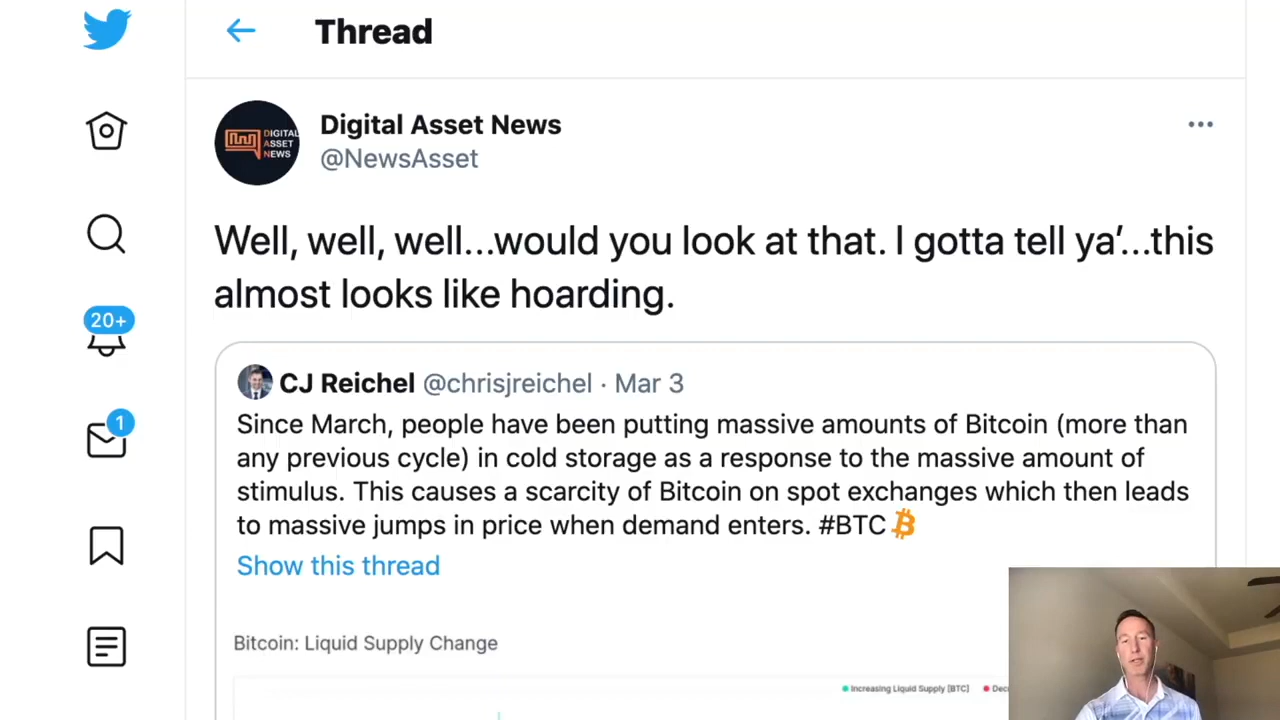 Thread
DIGITAL
ASSET
NEWS
Digital Asset News
@NewsAsset
Well, well, well...would you look at that. I gotta tell ya’...this
almost looks like hoarding.
20+
1
CJ Reichel @chrisjreichel · Mar 3
Since March, people have been putting massive amounts of Bitcoin (more than
any previous cycle) in cold storage as a response to the massive amount of
stimulus. This causes a scarcity of Bitcoin on spot exchanges which then leads
to massive jumps in price when demand enters. #BTC
Show this thread
Bitcoin: Liquid Supply Change
Increasing Liquid Supply [BTC]